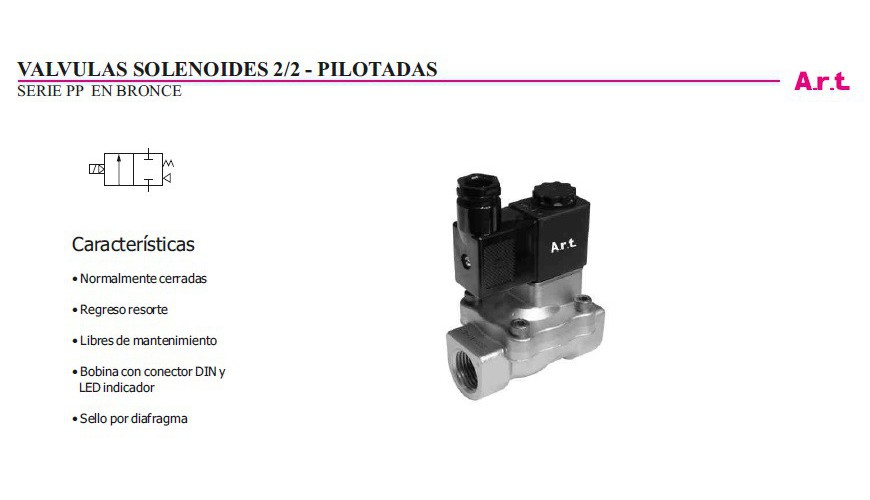 VALVULAS SOLENOIDES 2/2 - PILOTADAS
SERIE PP EN BRONCE
A.r.t.
Características
• Normalmente cerradas
• Regreso resorte
• Libres de mantenimiento
• Bobina con conector DIN y
LED indicador
• Sello por diafragma
A.r.t.